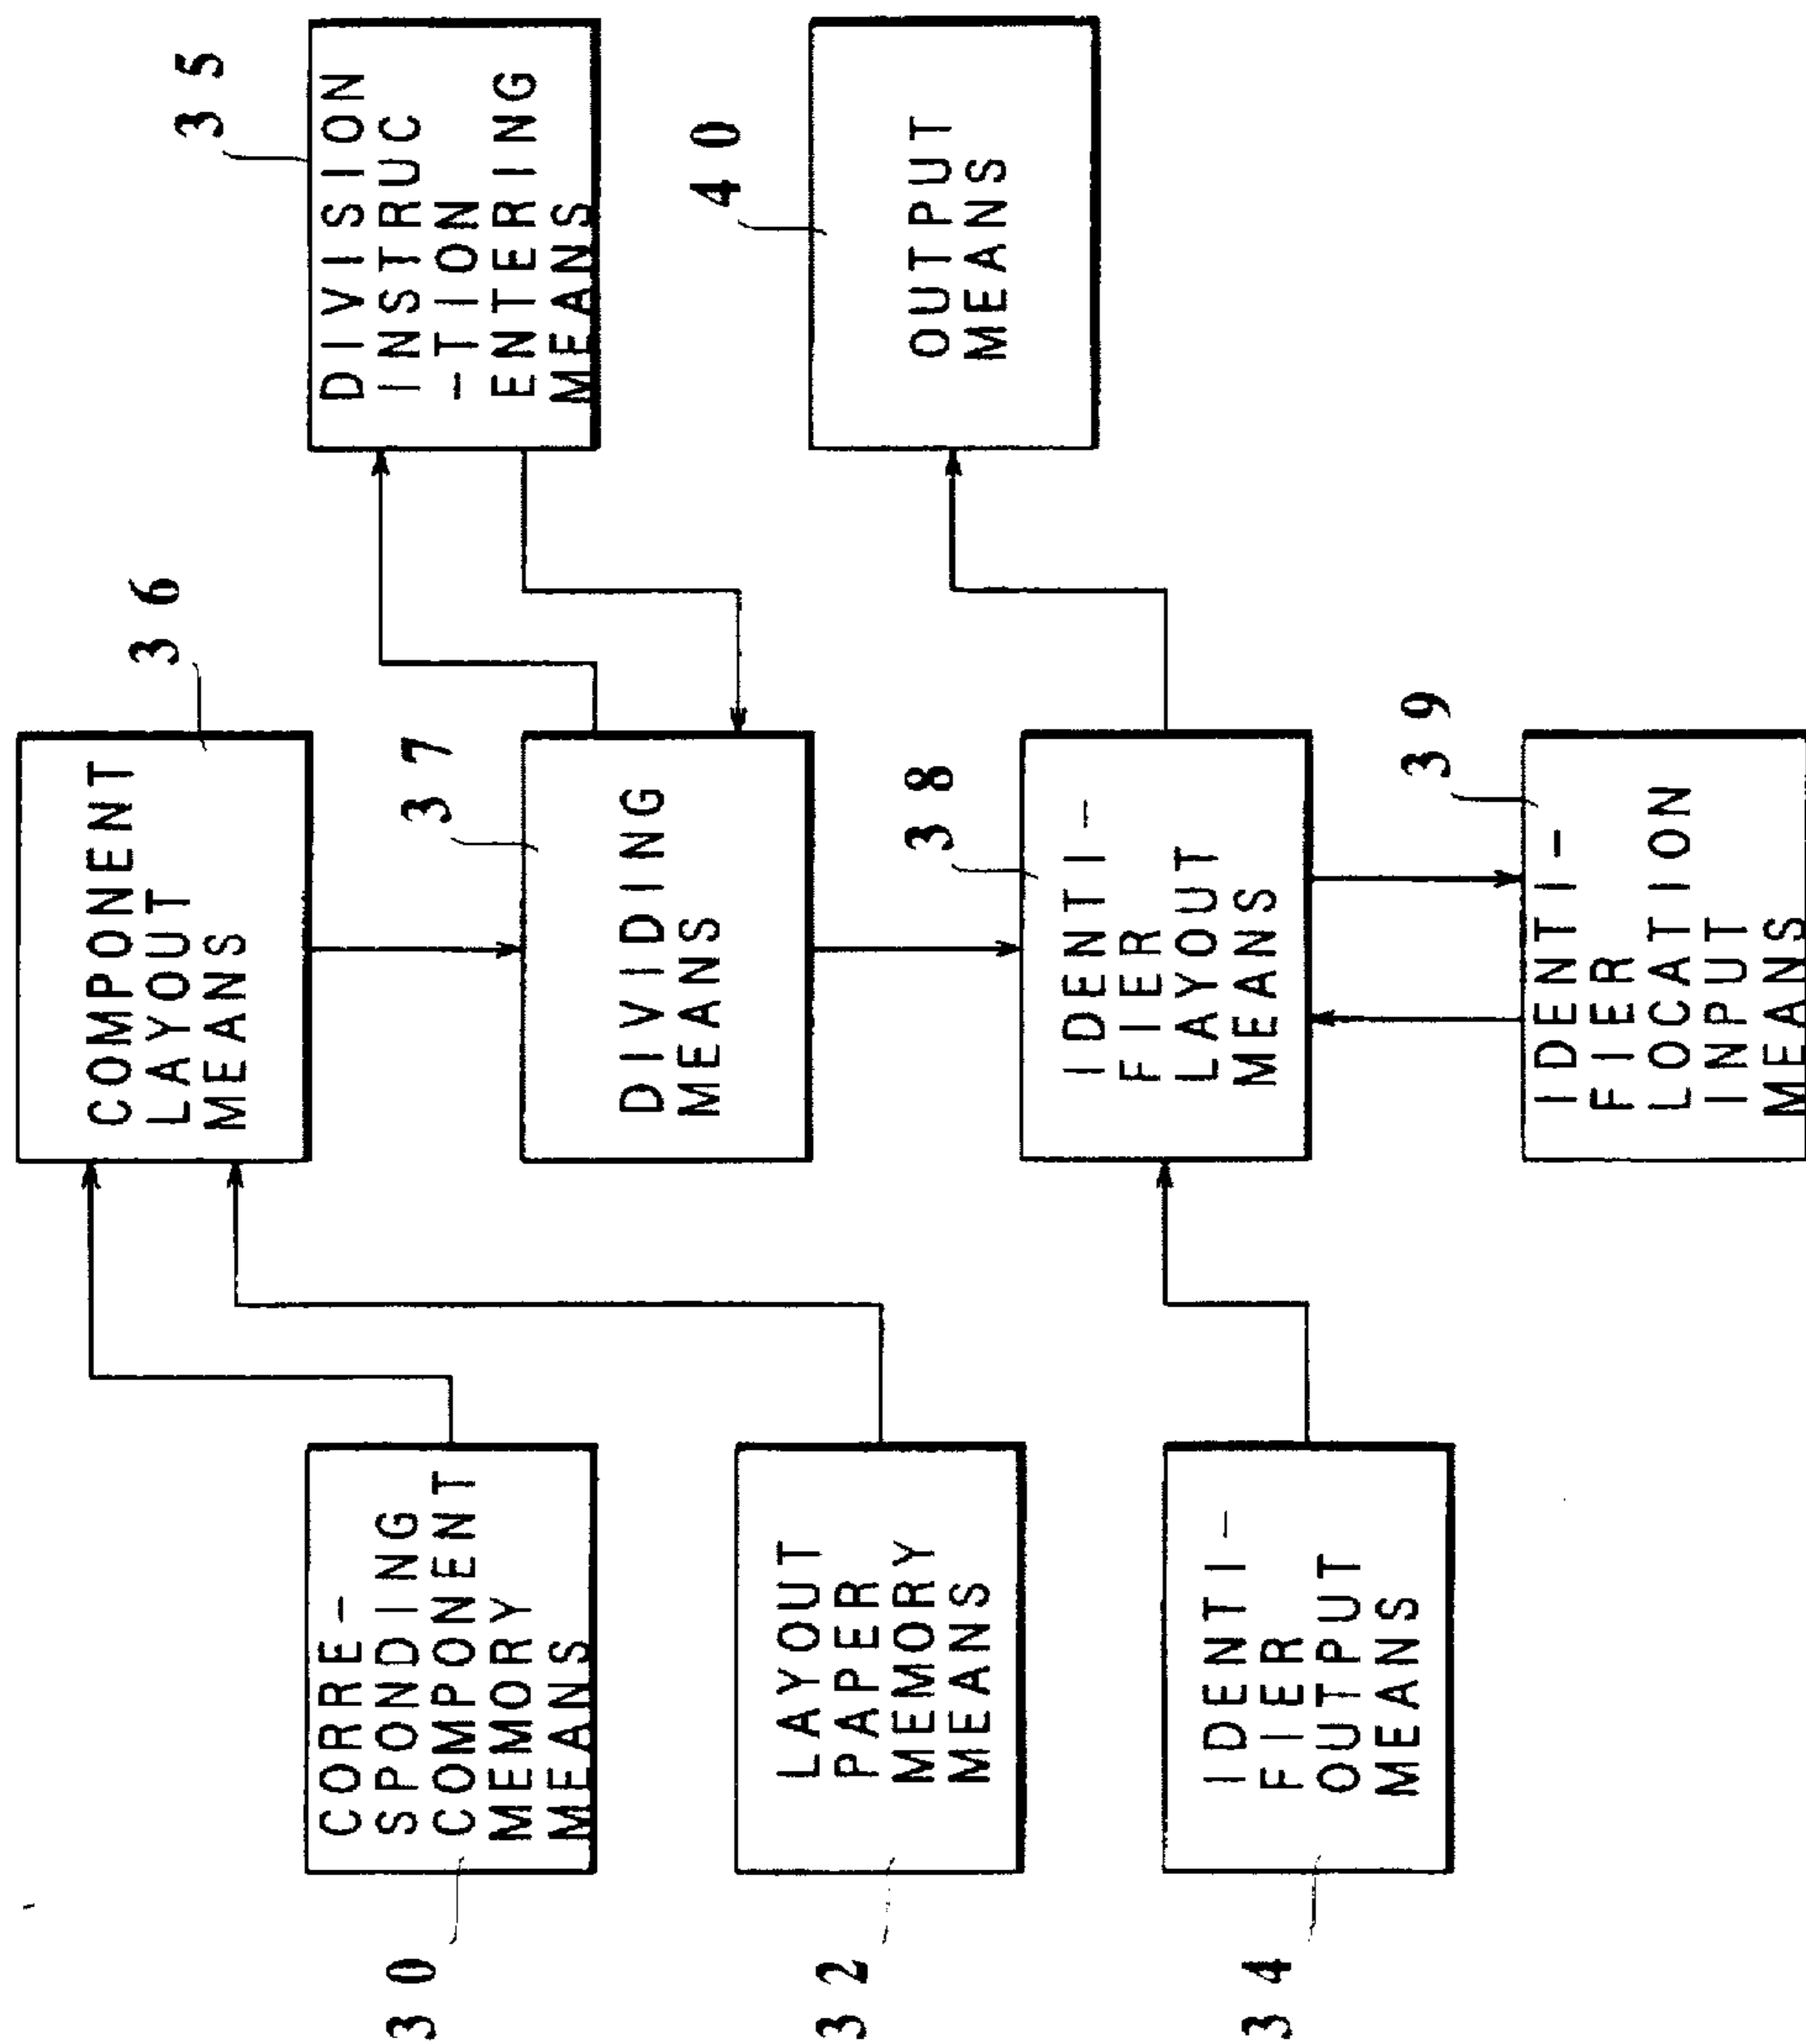 30
CORRE-
SPONDING
COMPONENT
MEMORY
MEANS
32
LAYOUT
PAPER
MEMORY
MEANS
34
IDENTI-
FIER
OUTPUT
MEANS
36
COMPONENT
LAYOUT
MEANS
37
DIVIDING
MEANS
38
IDENTI-
FIER
LAYOUT
MEANS
39
IDENTI-
FIER
LOCATION
INPUT
MEANS
35
DIVISION
INSTRUC
-TION
ENTERING
MEANS
40
OUTPUT
MEANS